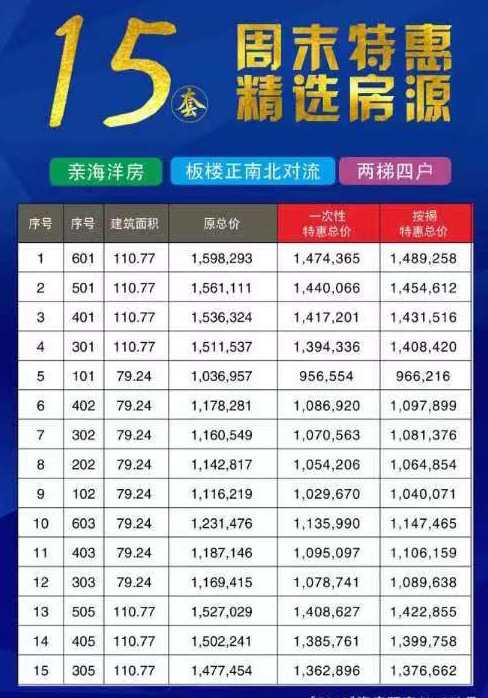 15套
周末特惠
精选房源
亲海洋房 板楼正南北对流 两梯四户
序号 序号 建筑面积 原总价 一次性特惠总价 按揭特惠总价
1 601 110.77 1,598,293 1,474,365 1,489,258
2 501 110.77 1,561,111 1,440,066 1,454,612
3 401 110.77 1,536,324 1,417,201 1,431,516
4 301 110.77 1,511,537 1,394,336 1,408,420
5 101 79.24 1,036,957 956,554 966,216
6 402 79.24 1,178,281 1,086,920 1,097,899
7 302 79.24 1,160,549 1,070,563 1,081,376
8 202 79.24 1,142,817 1,054,206 1,064,854
9 102 79.24 1,116,219 1,029,670 1,040,071
10 603 79.24 1,231,476 1,135,990 1,147,465
11 403 79.24 1,187,146 1,095,097 1,106,159
12 303 79.24 1,169,415 1,078,741 1,089,638
13 505 110.77 1,527,029 1,408,627 1,422,855
14 405 110.77 1,502,241 1,385,761 1,399,758
15 305 110.77 1,477,454 1,362,896 1,376,662